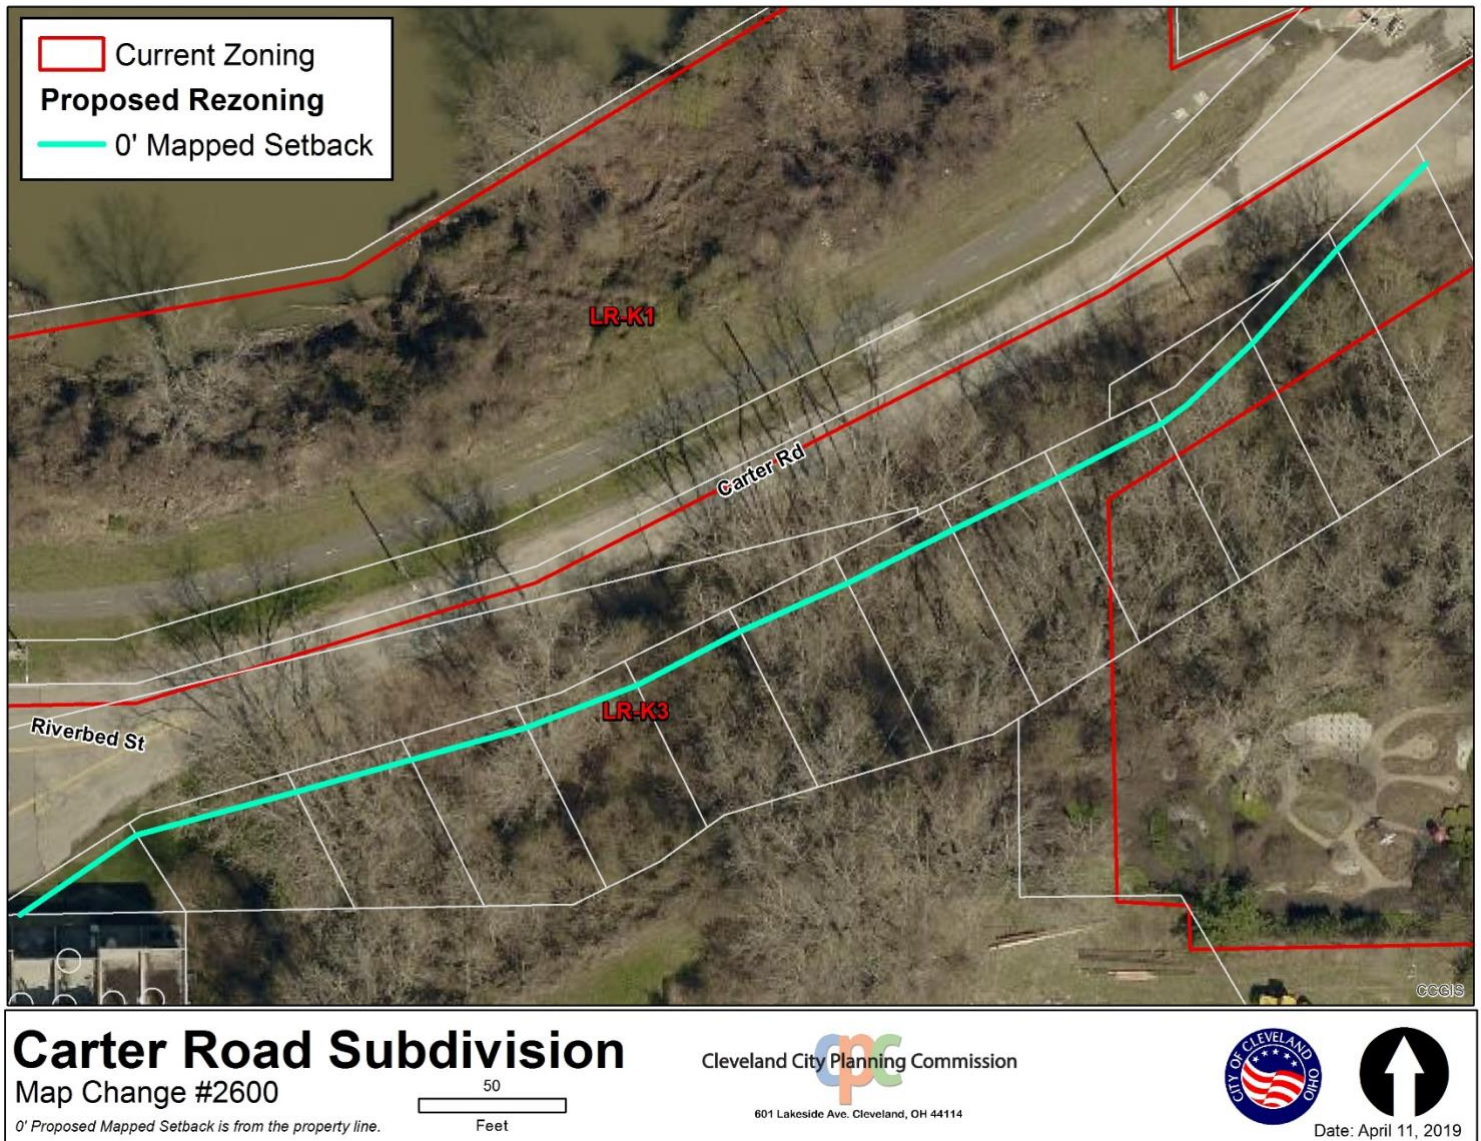 Current Zoning
Proposed Rezoning
0' Mapped Setback
LR-K1
Carter Rd
LR-K3
Riverbed St
CCGIS
Carter Road Subdivision
Map Change #2600
0' Proposed Mapped Setback is from the property line.
50
Feet
cpc
Cleveland City Planning Commission
601 Lakeside Ave. Cleveland, OH 44114
CITY OF CLEVELAND
OHIO
Date: April 11, 2019